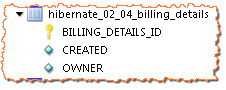 hibernate_02_04_billing_details
BILLING_DETAILS_ID
CREATED
OWNER